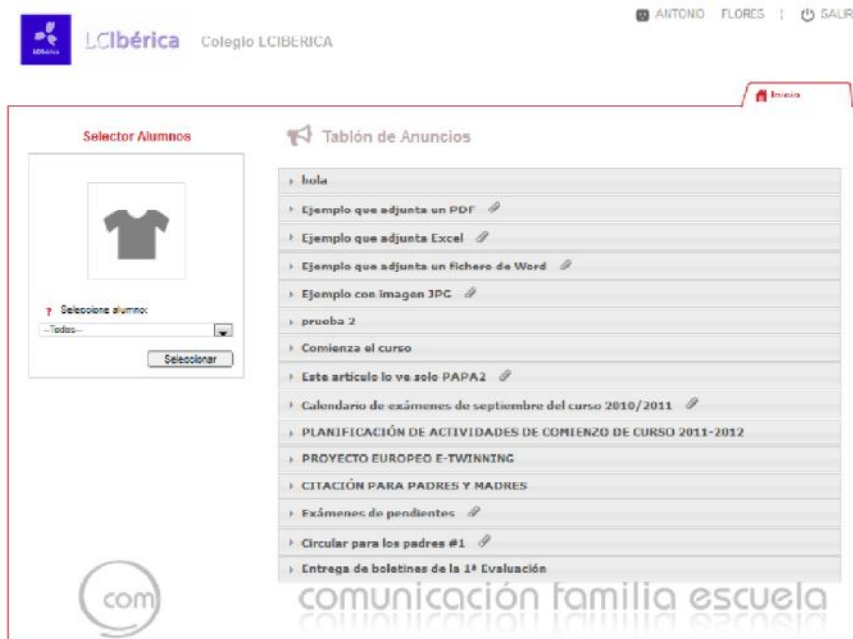 ANTONIO FLORES | SALIR
LCIbérica Colegio LCIBERICA
Inicio
Selector Alumnos
Tablón de Anuncios
hola
Ejemplo que adjunta un PDF
Ejemplo que adjunta Excel
Ejemplo que adjunta un fichero de Word
Ejemplo con imagen JPG
prueba 2
Comienza el curso
Este artículo lo ve solo PAPA2
Calendario de exámenes de septiembre del curso 2010/2011
PLANIFICACIÓN DE ACTIVIDADES DE COMIENZO DE CURSO 2011-2012
PROYECTO EUROPEO E-TWINNING
CITACIÓN PARA PADRES Y MADRES
Exámenes de pendientes
Circular para los padres #1
Entrega de boletines de la 1ª Evaluación
? Seleccione alumno:
--Todos--
Seleccionar
com
comunicación familia escuela